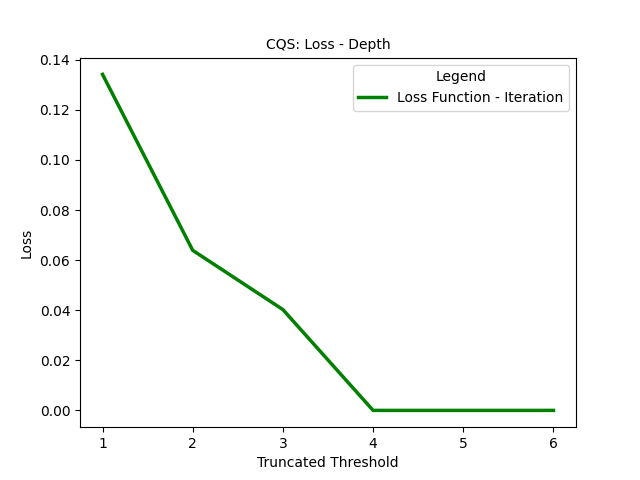 CQS: Loss - Depth
Legend
Loss Function - Iteration
Loss
0.14
0.12
0.10
0.08
0.06
0.04
0.02
0.00
1 2 3 4 5 6
Truncated Threshold